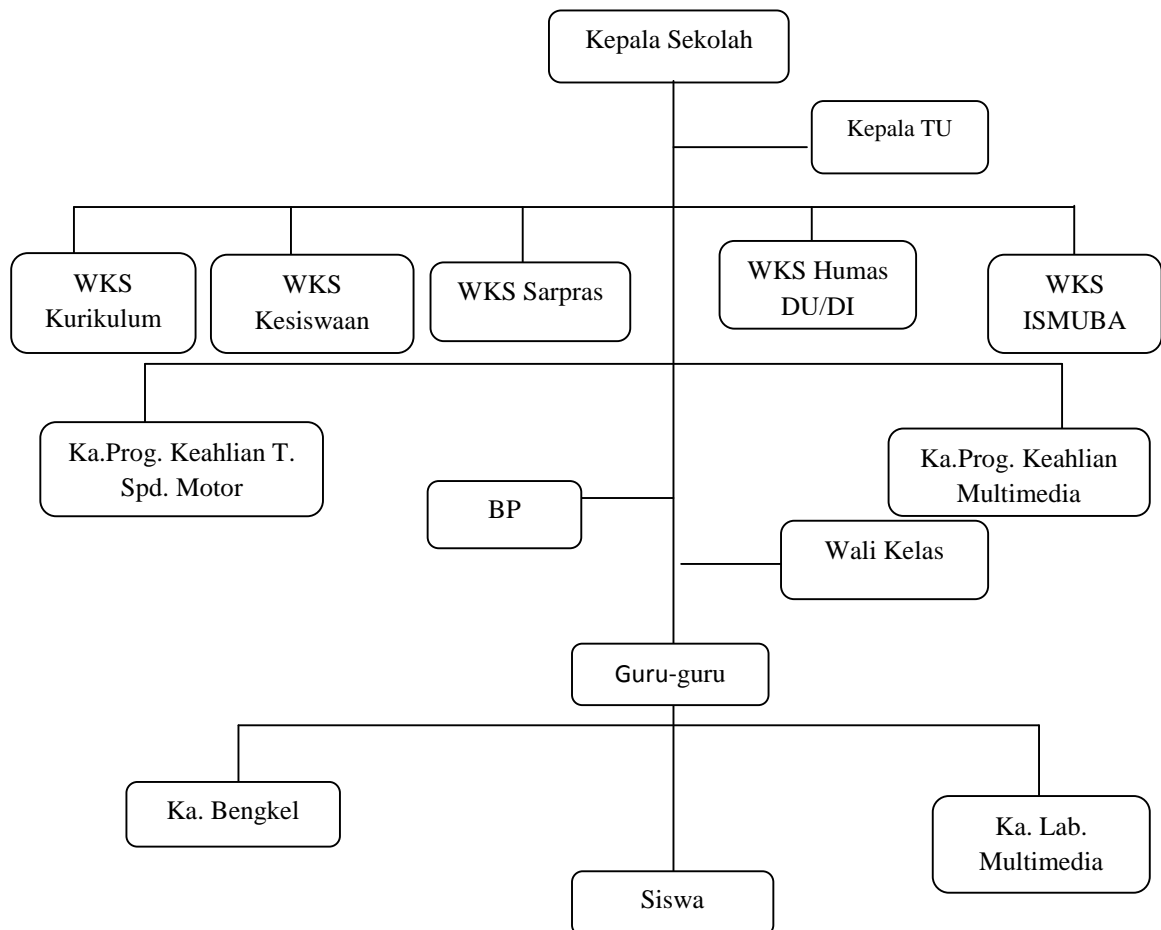 Kepala Sekolah
Kepala TU
WKS
Kurikulum
WKS
Kesiswaan
WKS Sarpras
WKS Humas
DU/DI
WKS
ISMUBA
Ka.Prog. Keahlian T.
Spd. Motor
Ka.Prog. Keahlian
Multimedia
BP
Wali Kelas
Guru-guru
Ka. Bengkel
Ka. Lab.
Multimedia
Siswa